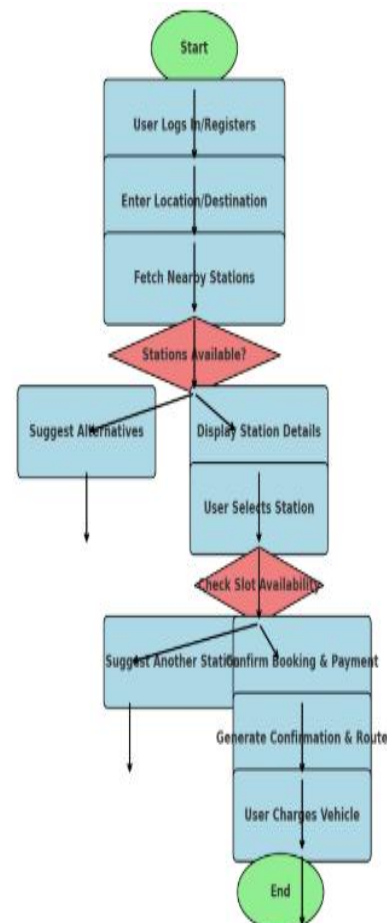 Start
User Logs In/Registers
Enter Location/Destination
Fetch Nearby Stations
Stations Available?
Suggest Alternatives
Display Station Details
User Selects Station
Check Slot Availability
Suggest Another Station
Confirm Booking & Payment
Generate Confirmation & Route
User Charges Vehicle
End